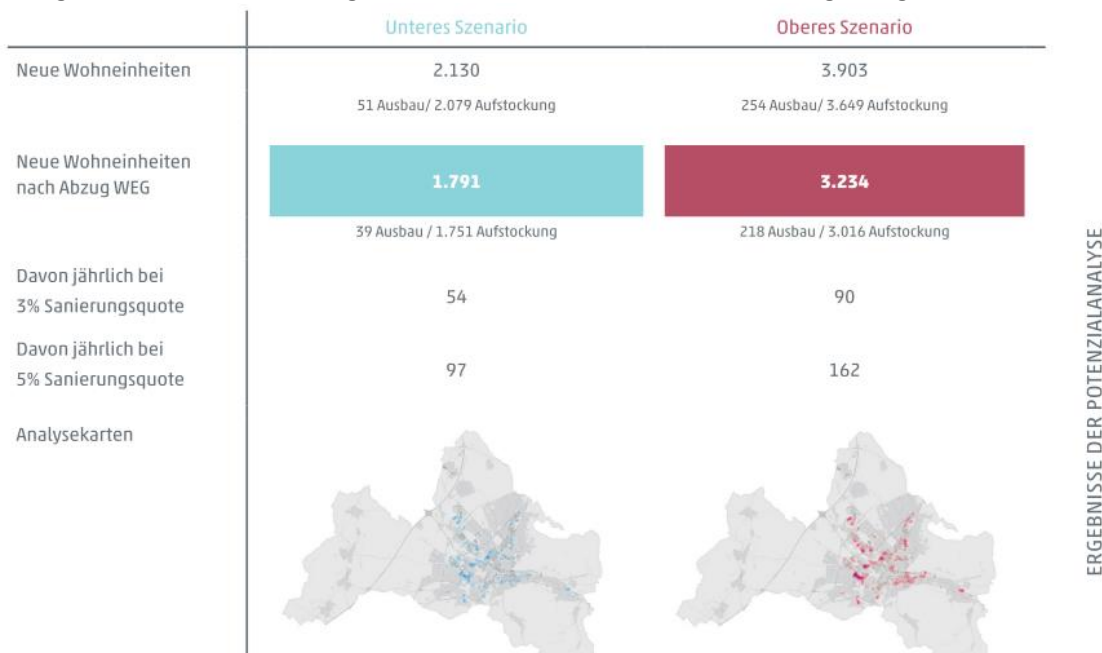 Unteres Szenario Oberes Szenario
Neue Wohneinheiten 2.130 3.903
51 Ausbau/ 2.079 Aufstockung 254 Ausbau/ 3.649 Aufstockung
Neue Wohneinheiten
nach Abzug WEG 1.791 3.234
39 Ausbau / 1.751 Aufstockung 218 Ausbau / 3.016 Aufstockung
Davon jährlich bei
3% Sanierungsquote 54 90
Davon jährlich bei
5% Sanierungsquote 97 162
Analysekarten
ERGEBNISSE DER POTENZIALANALYSE